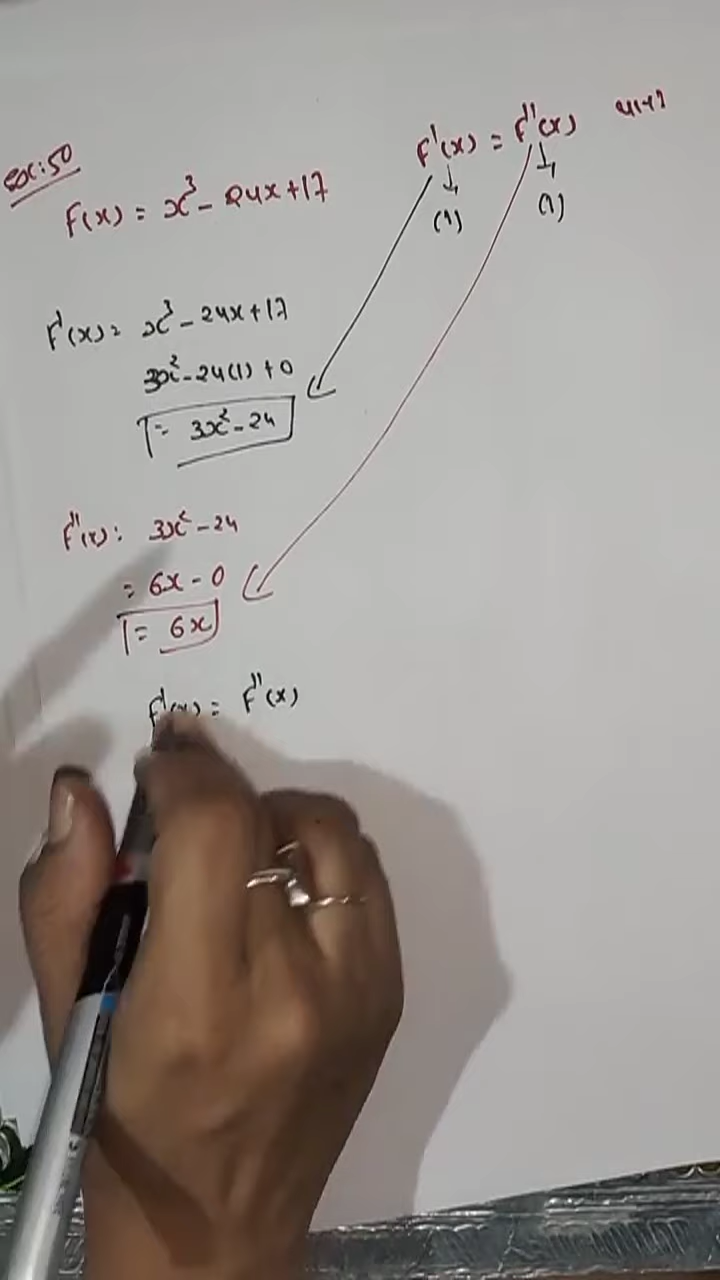 ex:50
F(x) = x³ - 24x+17
F'(x) = F''(x)
(1) (1)
F'(x) = x³ - 24x+17
3x² - 24(1) + 0
= 3x² - 24
F''(x): 3x² - 24
= 6x - 0
= 6x
F'(x) = F''(x)